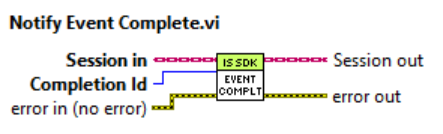 Notify Event Complete.vi
Session in IS SDK Session out
Completion Id EVENT
COMPLT
error in (no error) error out